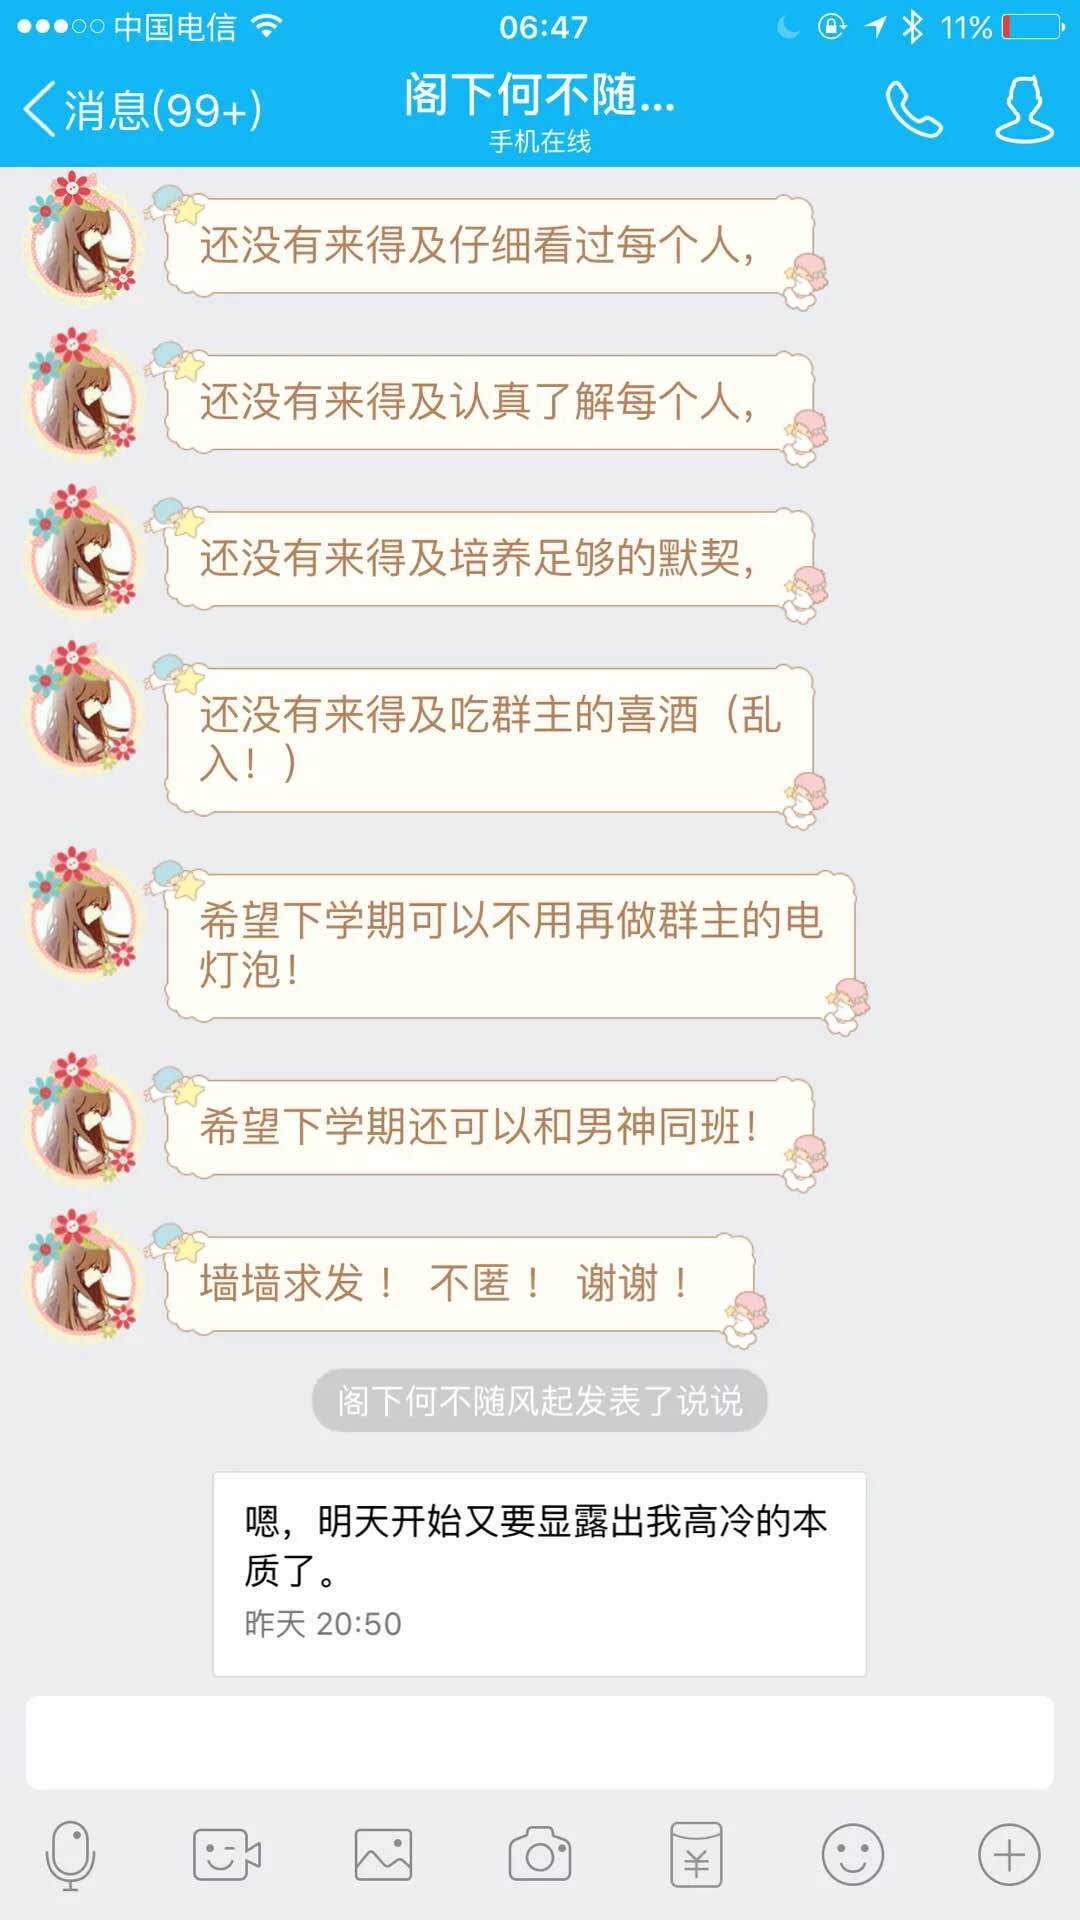 中国电信 06:47 11%
消息(99+) 阁下何不随...
手机在线
还没有来得及仔细看过每个人，
还没有来得及认真了解每个人，
还没有来得及培养足够的默契，
还没有来得及吃群主的喜酒（乱
入！）
希望下学期可以不用再做群主的电
灯泡！
希望下学期还可以和男神同班！
墙墙求发！ 不匿！ 谢谢！
阁下何不随风起发表了说说
嗯，明天开始又要显露出我高冷的本
质了。
昨天 20:50
¥